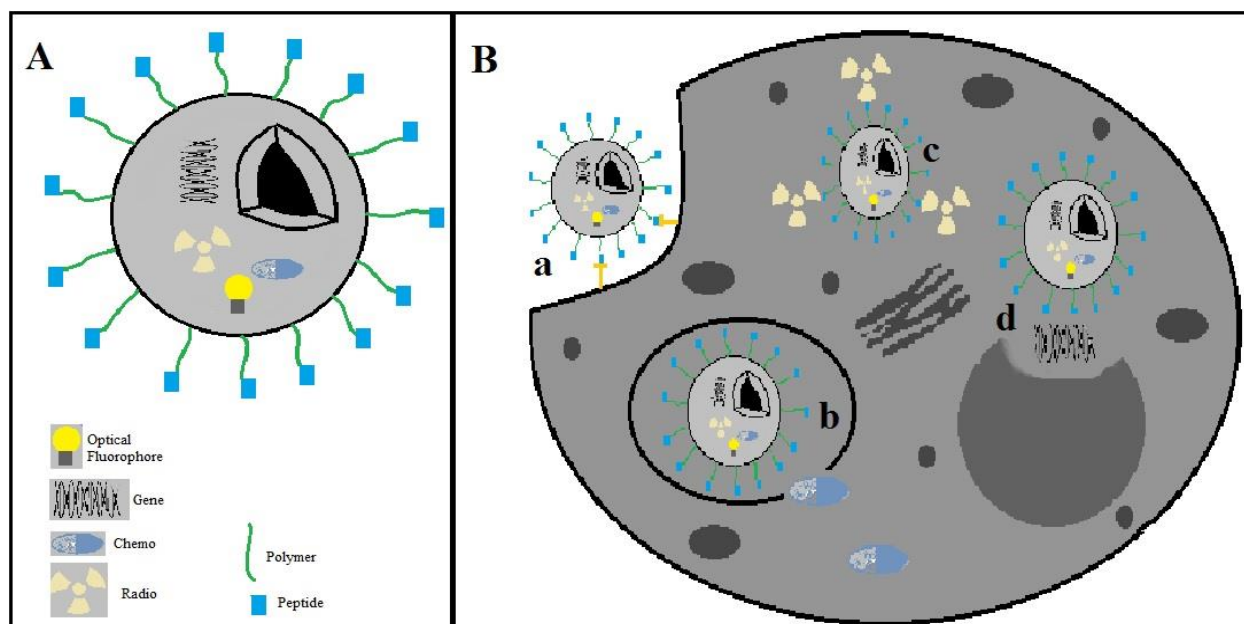 A
Optical
Fluorophore
Gene
Chemo
Radio
Polymer
Peptide
B
a
b
c
d